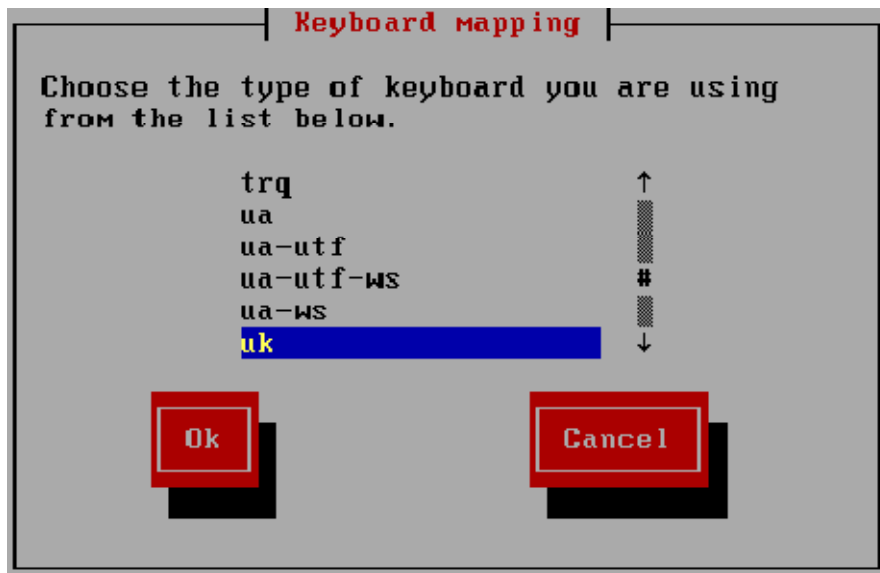 Keyboard mapping
Choose the type of keyboard you are using
from the list below.
trq ↑
ua
ua-utf
ua-utf-ws #
ua-ws
uk ↓
Ok Cancel